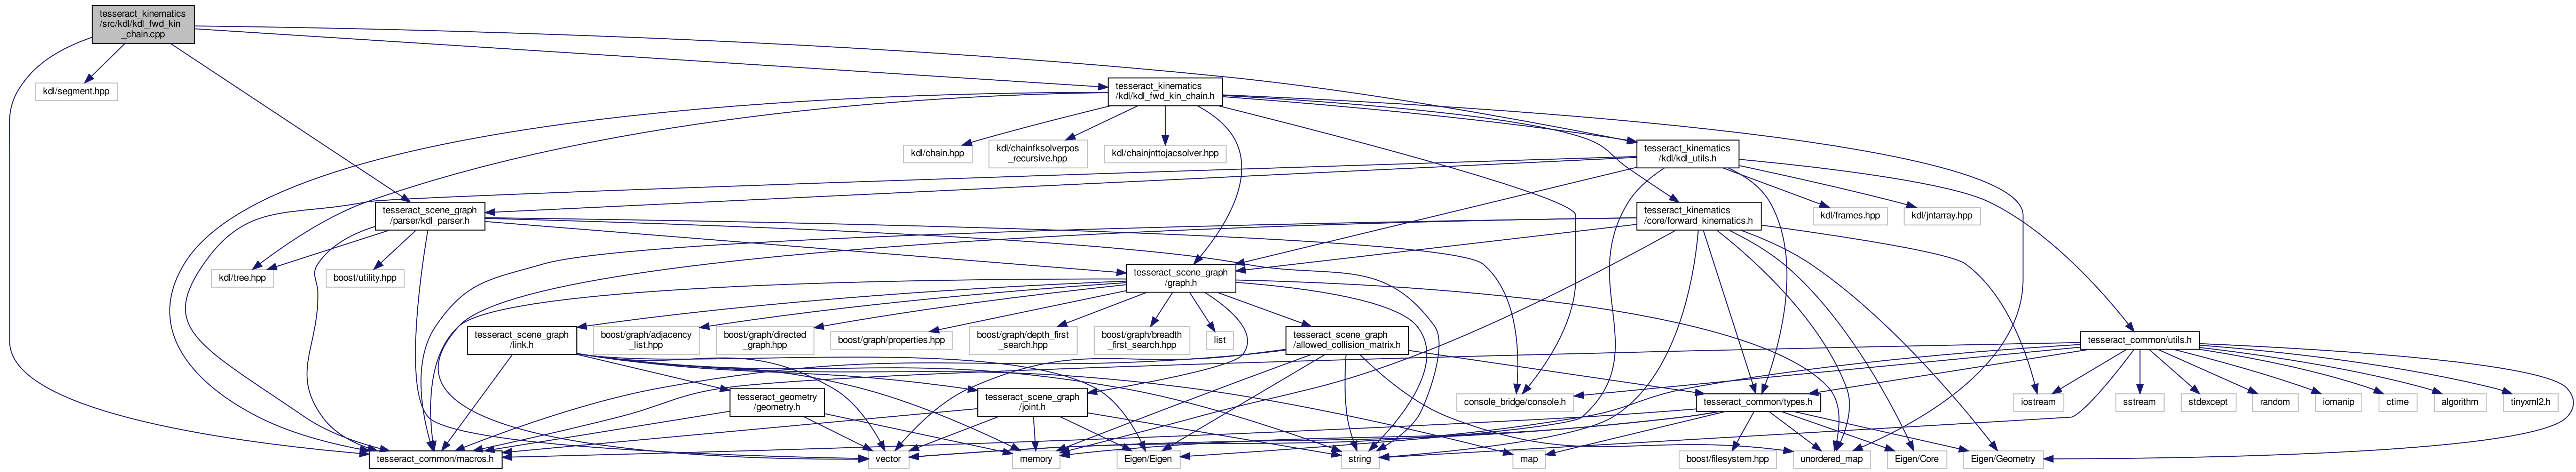 tesseract_kinematics
/src/kdl/kdl_fwd_kin
_chain.cpp
kdl/segment.hpp
tesseract_kinematics
/kdl/kdl_fwd_kin_chain.h
kdl/chain.hpp
kdl/chainfksolverpos
_recursive.hpp
kdl/chainjnttojacsolver.hpp
tesseract_kinematics
/kdl/kdl_utils.h
tesseract_scene_graph
/parser/kdl_parser.h
tesseract_kinematics
/core/forward_kinematics.h
kdl/frames.hpp
kdl/jntarray.hpp
kdl/tree.hpp
boost/utility.hpp
tesseract_scene_graph
/graph.h
tesseract_scene_graph
/link.h
boost/graph/adjacency
_list.hpp
boost/graph/directed
_graph.hpp
boost/graph/properties.hpp
boost/graph/depth_first
_search.hpp
boost/graph/breadth
_first_search.hpp
list
tesseract_scene_graph
/allowed_collision_matrix.h
tesseract_common/utils.h
tesseract_geometry
/geometry.h
tesseract_scene_graph
/joint.h
console_bridge/console.h
tesseract_common/types.h
iostream
sstream
stdexcept
random
iomanip
ctime
algorithm
tinyxml2.h
tesseract_common/macros.h
vector
memory
Eigen/Eigen
string
map
boost/filesystem.hpp
unordered_map
Eigen/Core
Eigen/Geometry